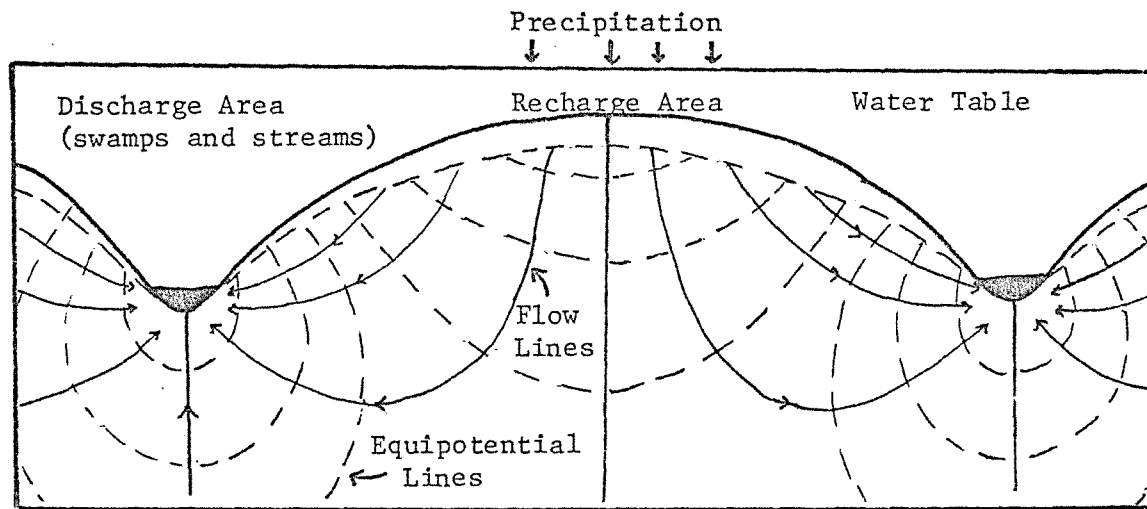 Precipitation
Discharge Area
(swamps and streams)
Recharge Area
Water Table
Flow
Lines
Equipotential
Lines